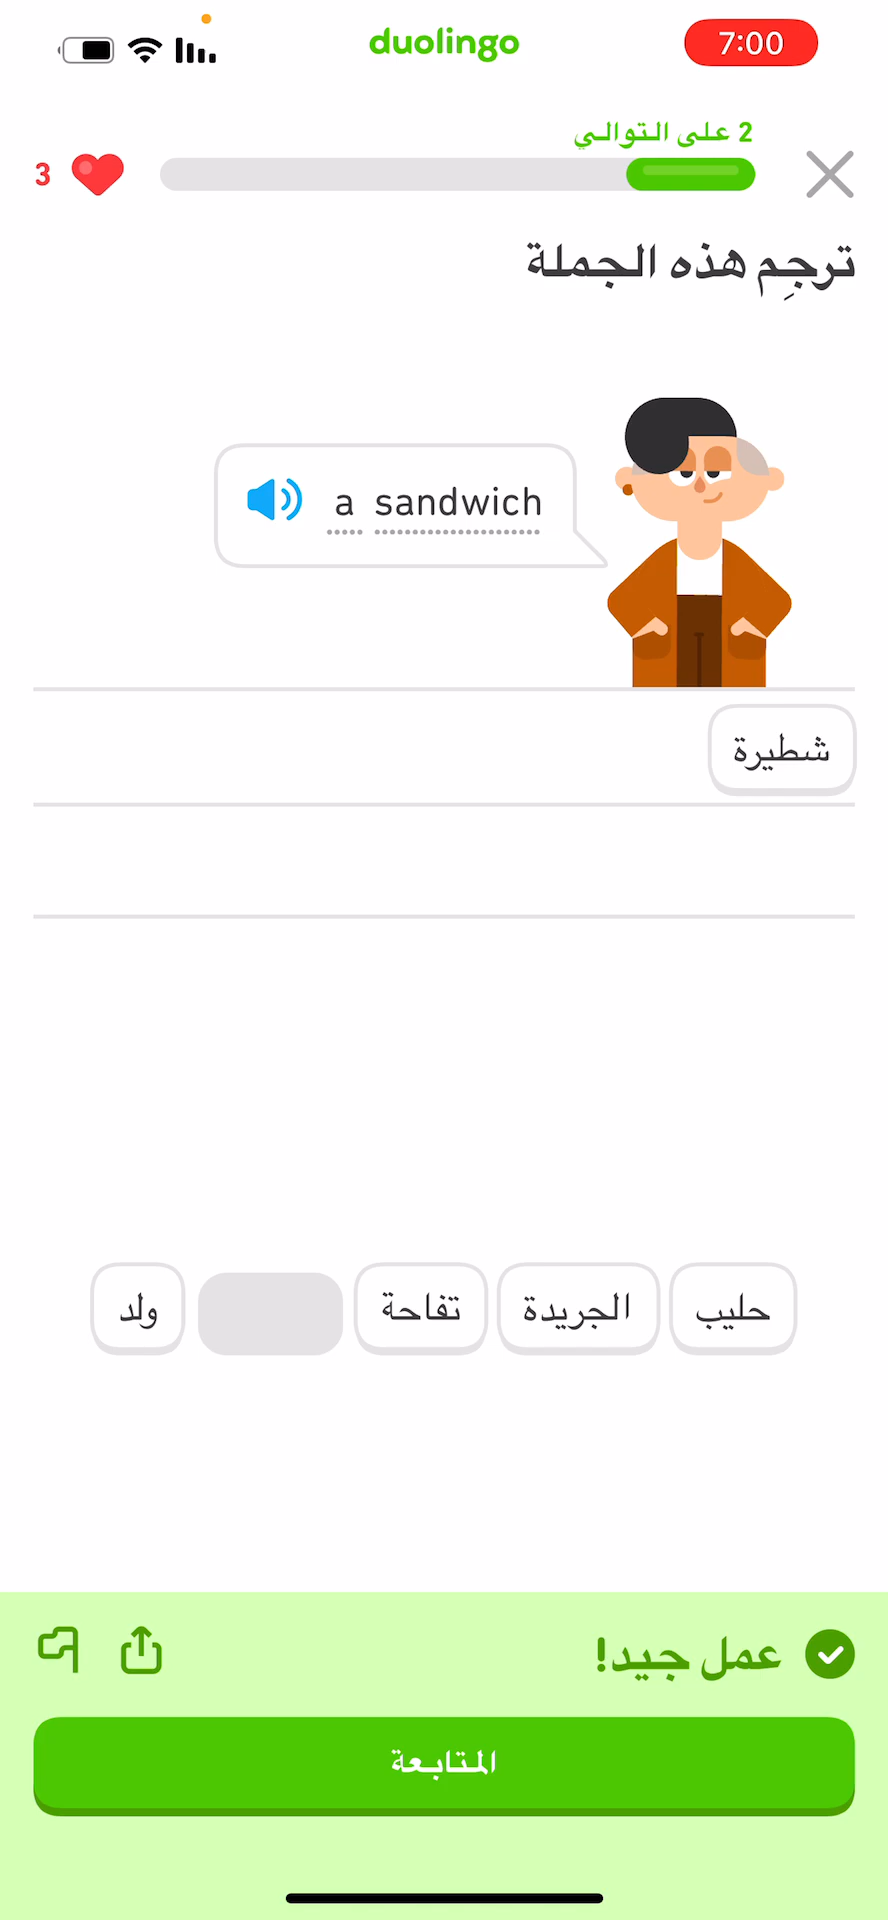 duolingo
7:00
2 على التوالي
3
ترجِم هذه الجملة
a sandwich
شطيرة
حليب
الجريدة
تفاحة
ولد
عمل جيد!
المتابعة